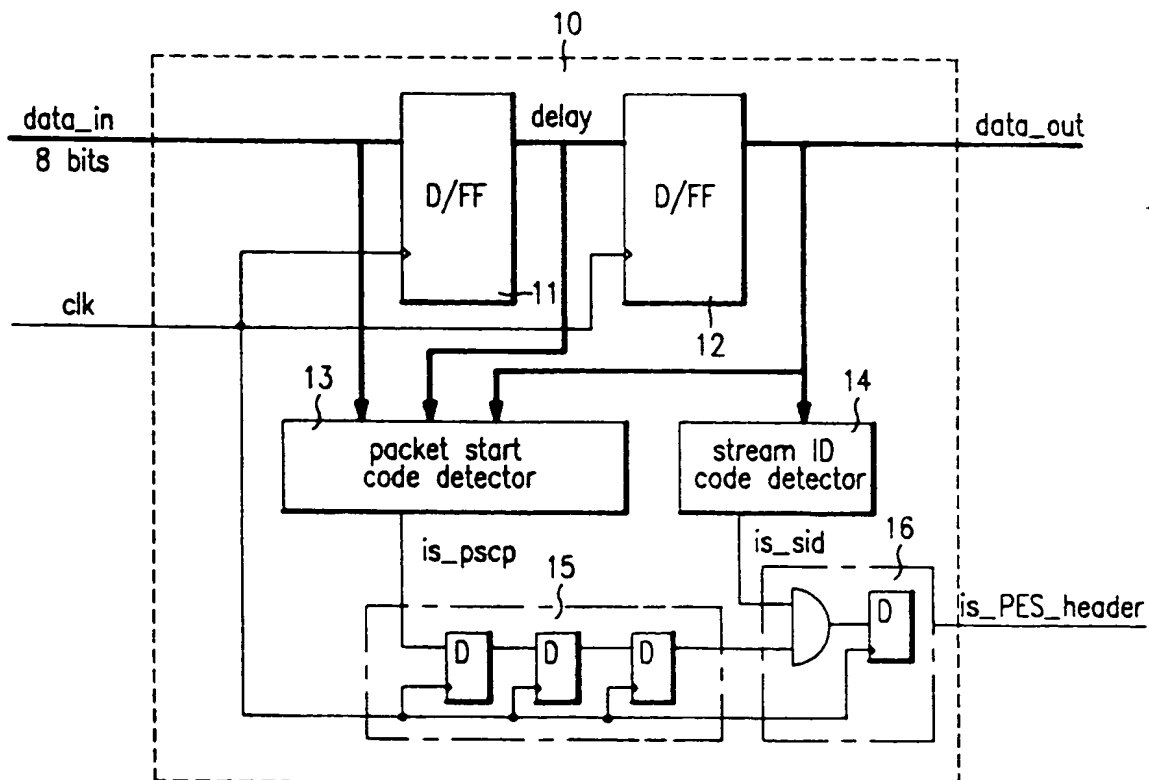 10
data_in
8 bits
delay
data_out
D/FF
D/FF
11
12
clk
13
14
packet start
code detector
stream ID
code detector
is_pscp
is_sid
15
16
is_PES_header
D
D
D
D